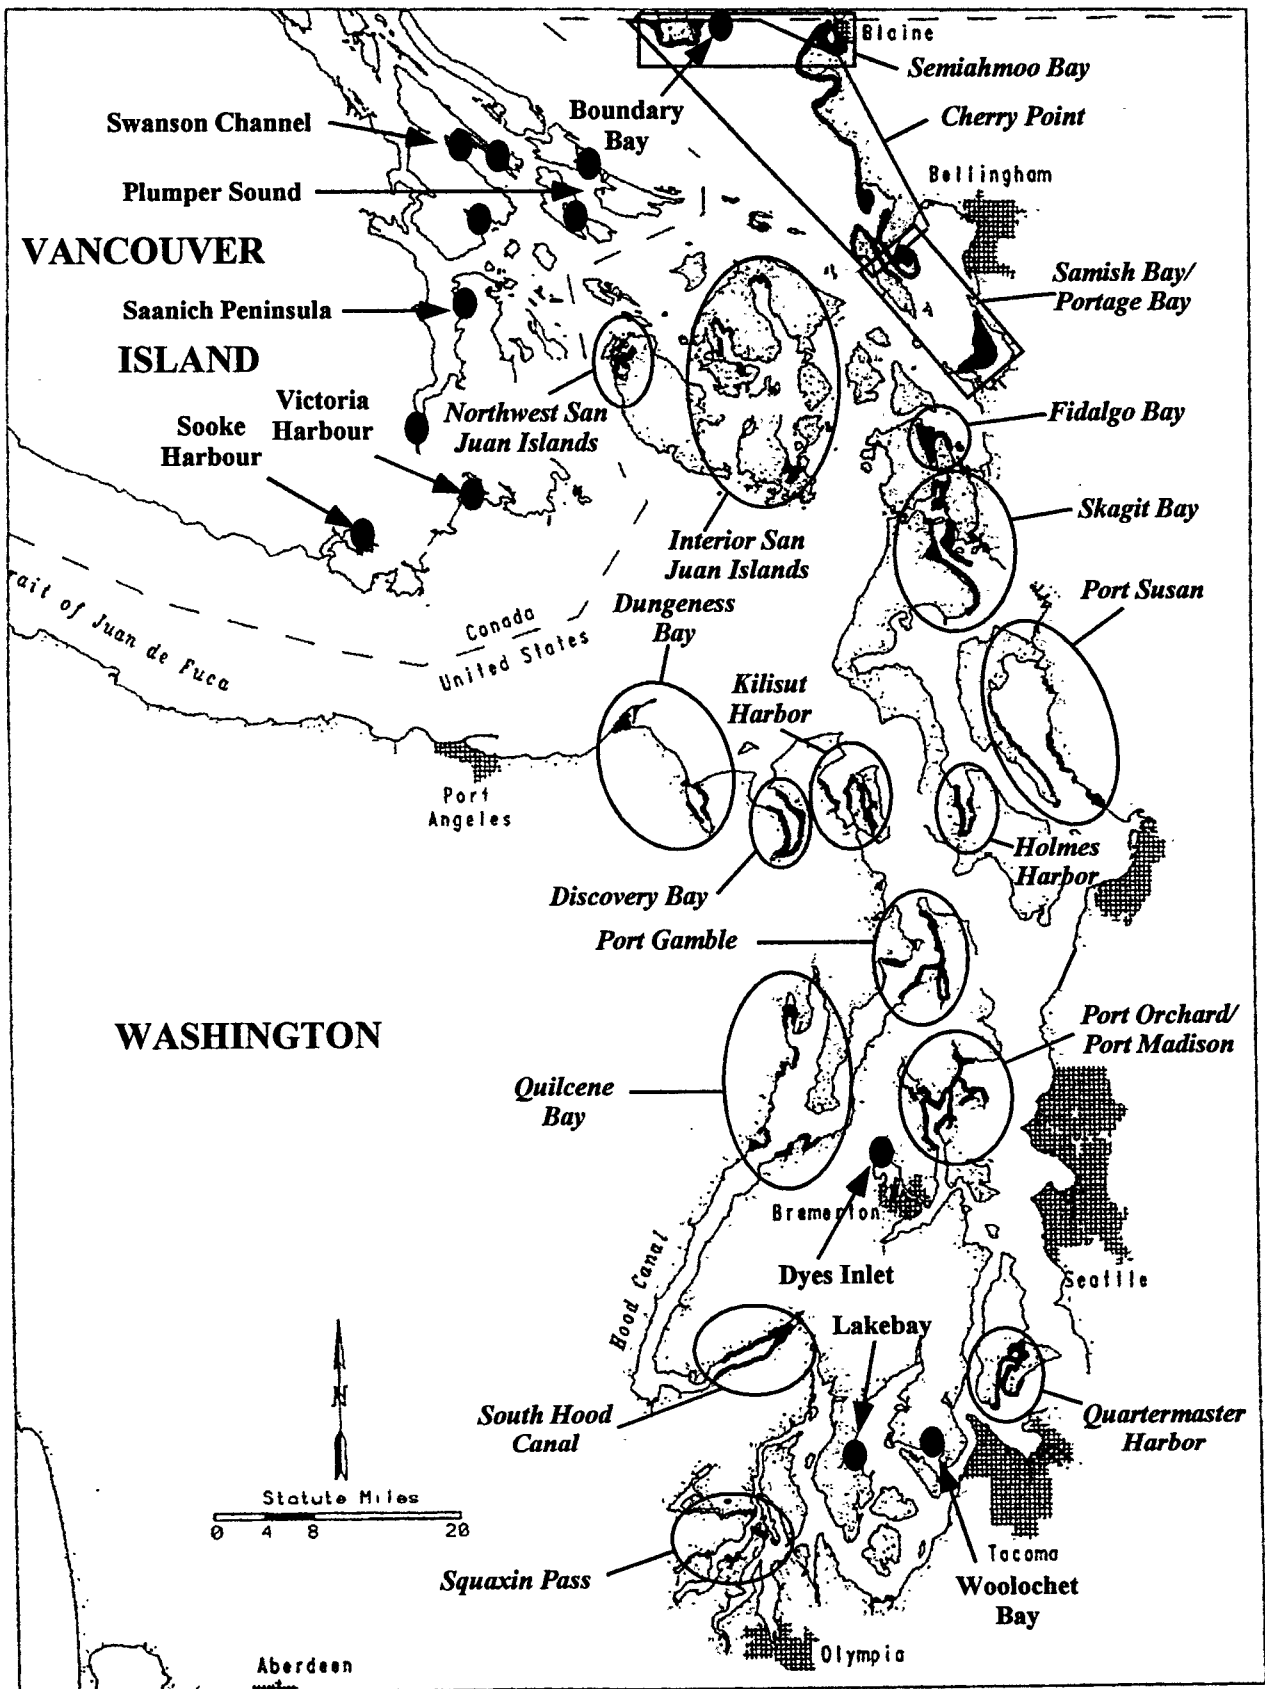 Blaine
Semiahmoo Bay
Boundary
Bay
Swanson Channel
Cherry Point
Plumper Sound
Bellingham
VANCOUVER
Samish Bay/
Portage Bay
Saanich Peninsula
ISLAND
Victoria
Harbour
Northwest San
Juan Islands
Fidalgo Bay
Sooke
Harbour
Skagit Bay
Interior San
Juan Islands
rait of Juan de Fuca
Canada
United States
Dungeness
Bay
Port Susan
Kilisut
Harbor
Port
Angeles
Holmes
Harbor
Discovery Bay
Port Gamble
WASHINGTON
Port Orchard/
Port Madison
Quilcene
Bay
Bremerton
Hood Canal
Dyes Inlet
Seattle
Lakebay
N
South Hood
Canal
Quartermaster
Harbor
Statute Miles
0 4 8 20
Tacoma
Squaxin Pass
Woolochet
Bay
Olympia
Aberdeen